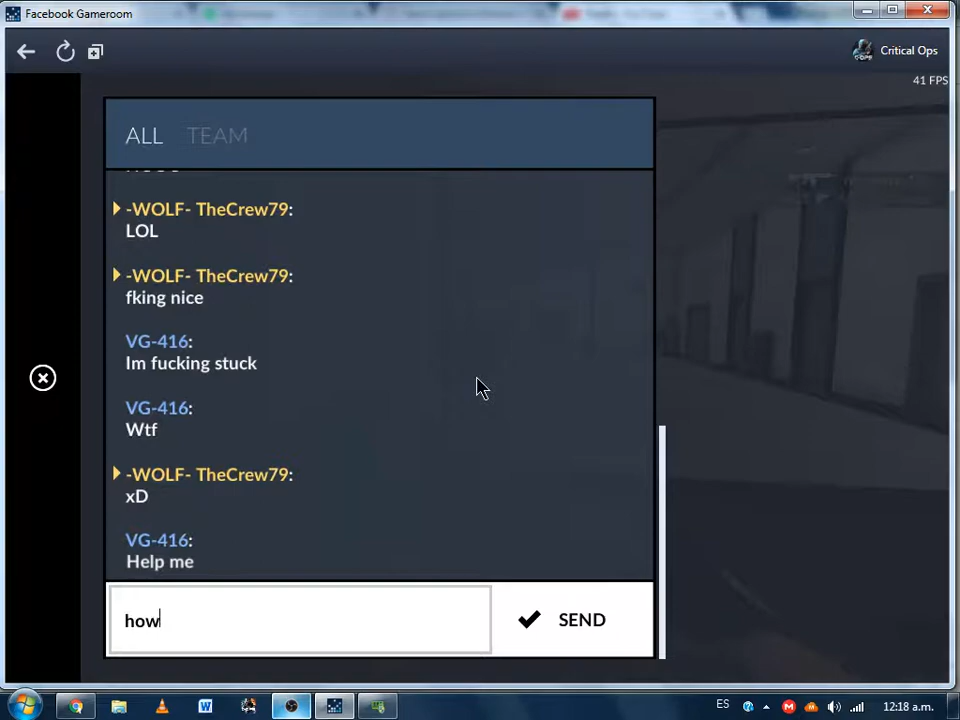 Facebook Gameroom
Critical Ops
41 FPS
ALL TEAM
-WOLF- TheCrew79:
LOL
-WOLF- TheCrew79:
fking nice
VG-416:
Im fucking stuck
VG-416:
Wtf
-WOLF- TheCrew79:
xD
VG-416:
Help me
how
SEND
ES
12:18 a.m.